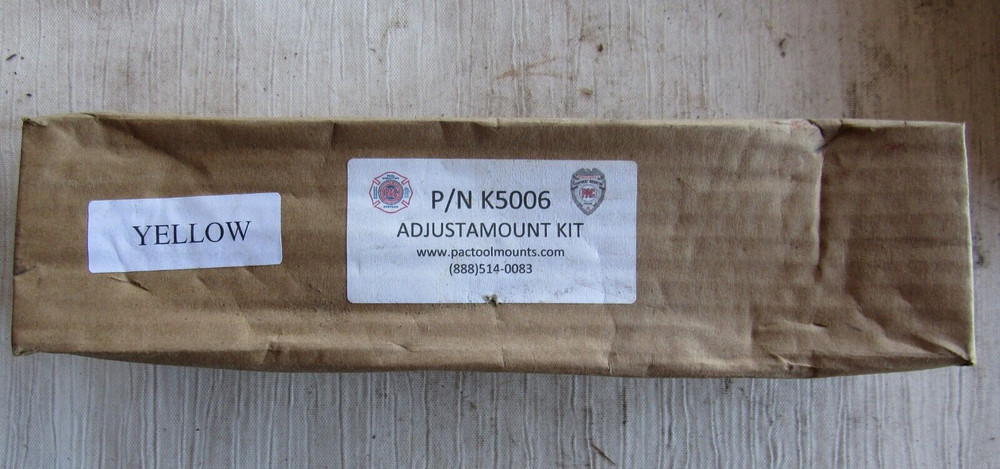 YELLOW
P/N K5006
ADJUSTAMOUNT KIT
www.pactoolmounts.com
(888)514-0083